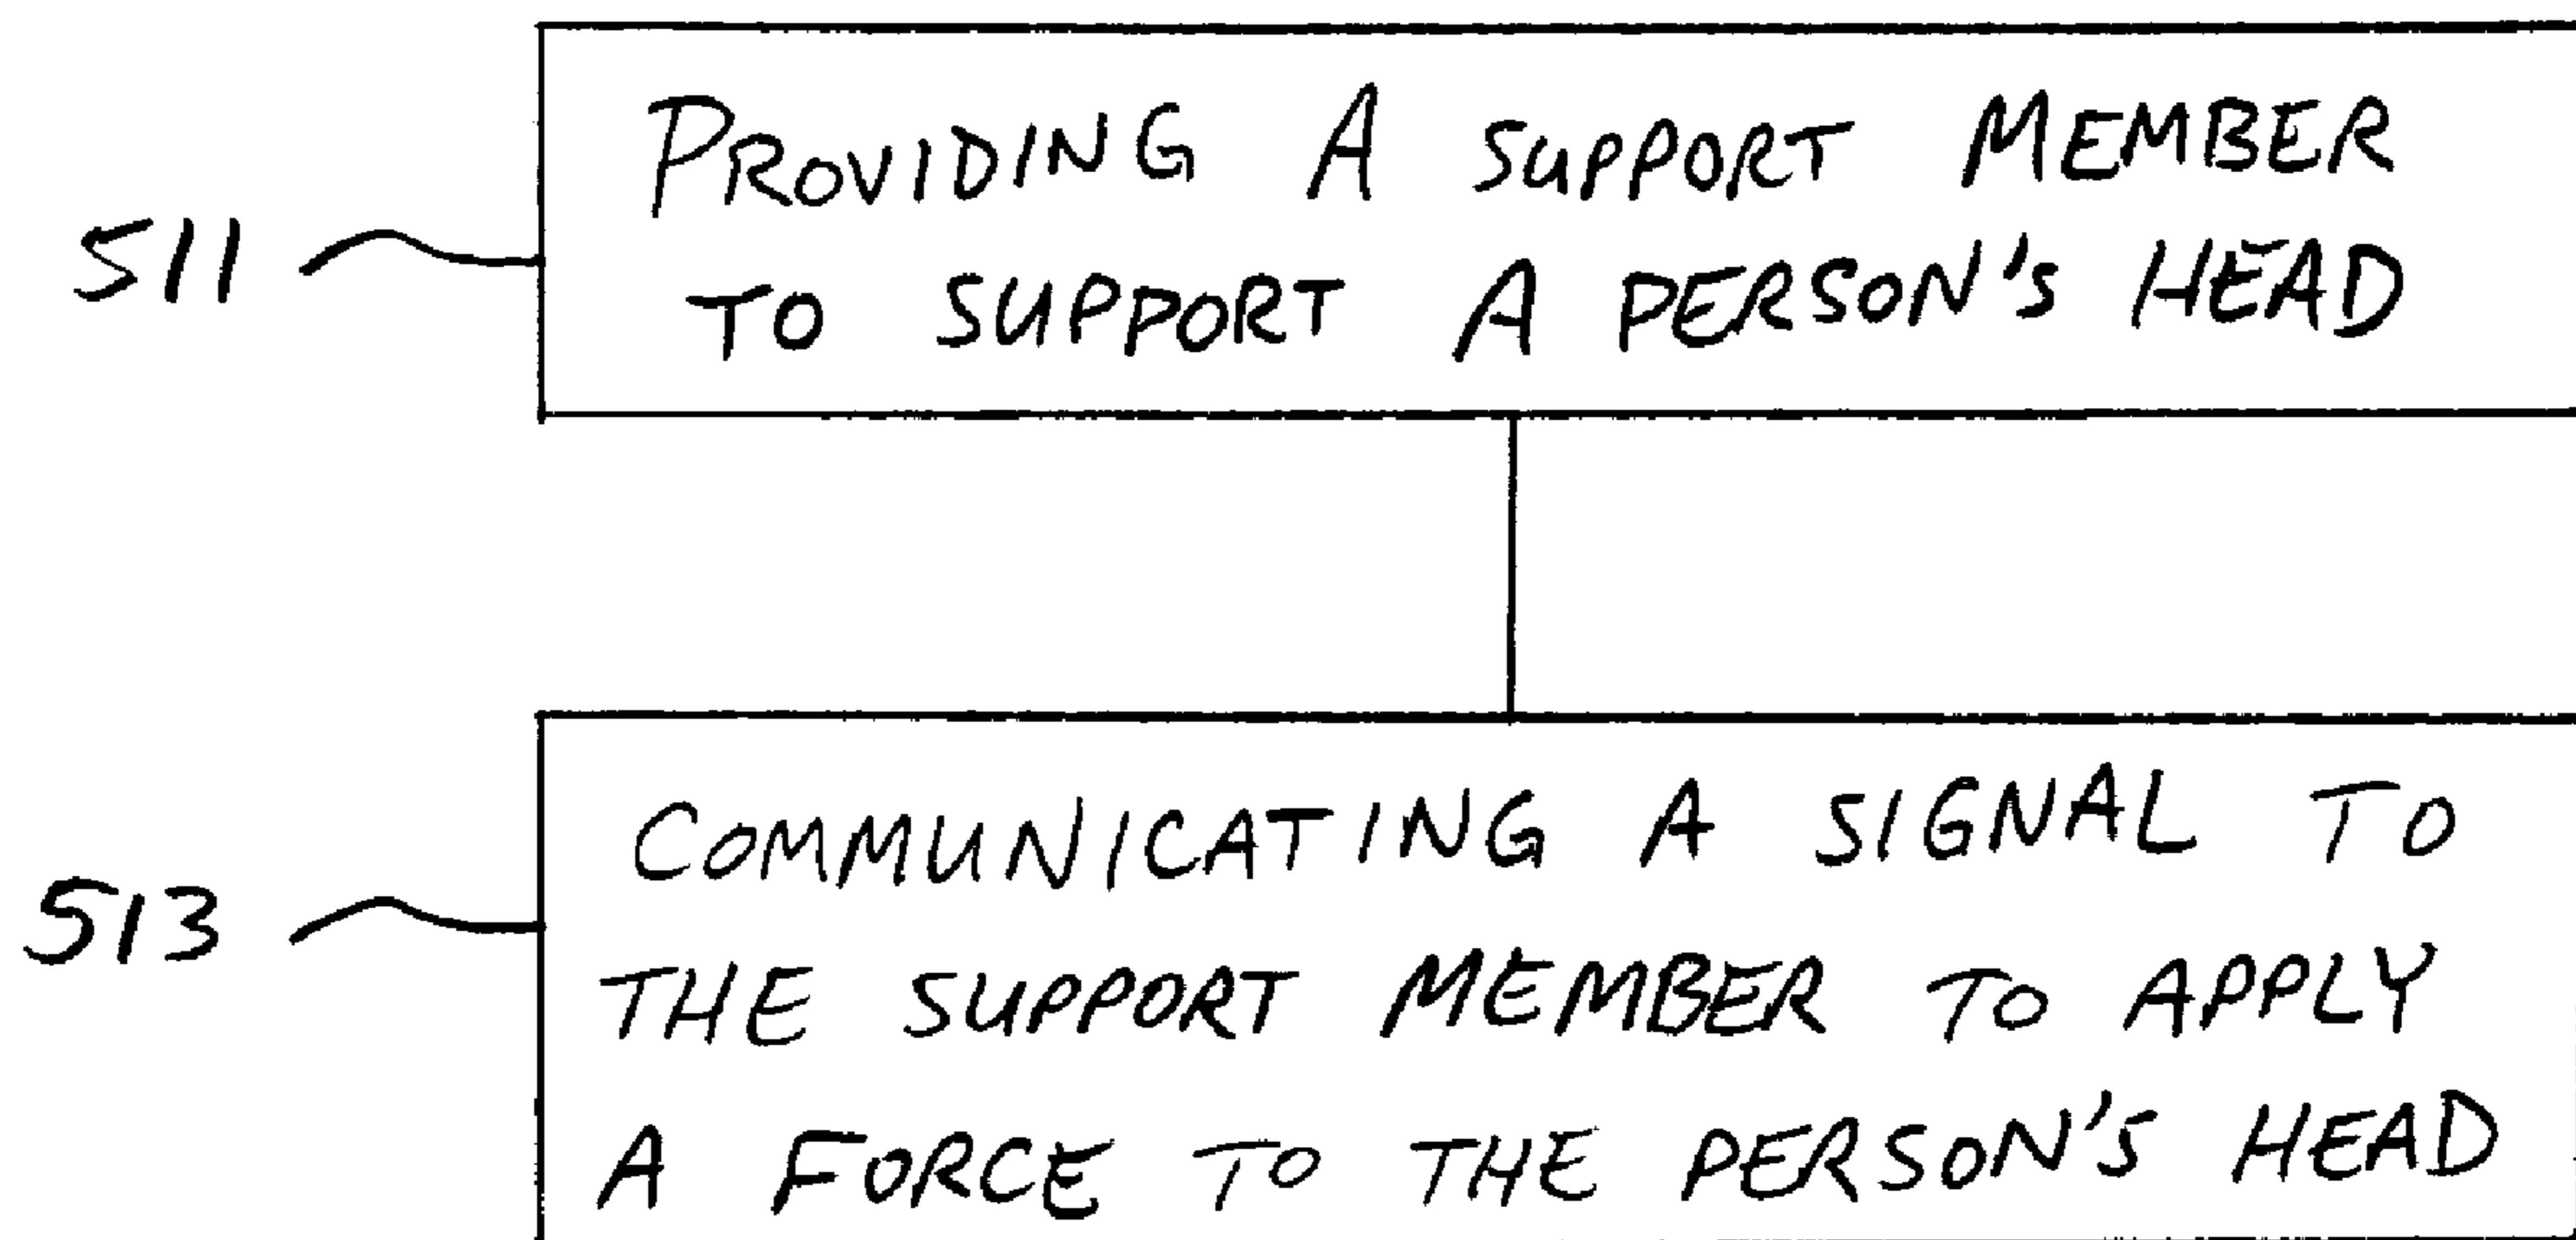 511
PROVIDING A SUPPORT MEMBER
TO SUPPORT A PERSON'S HEAD
513
COMMUNICATING A SIGNAL TO
THE SUPPORT MEMBER TO APPLY
A FORCE TO THE PERSON'S HEAD